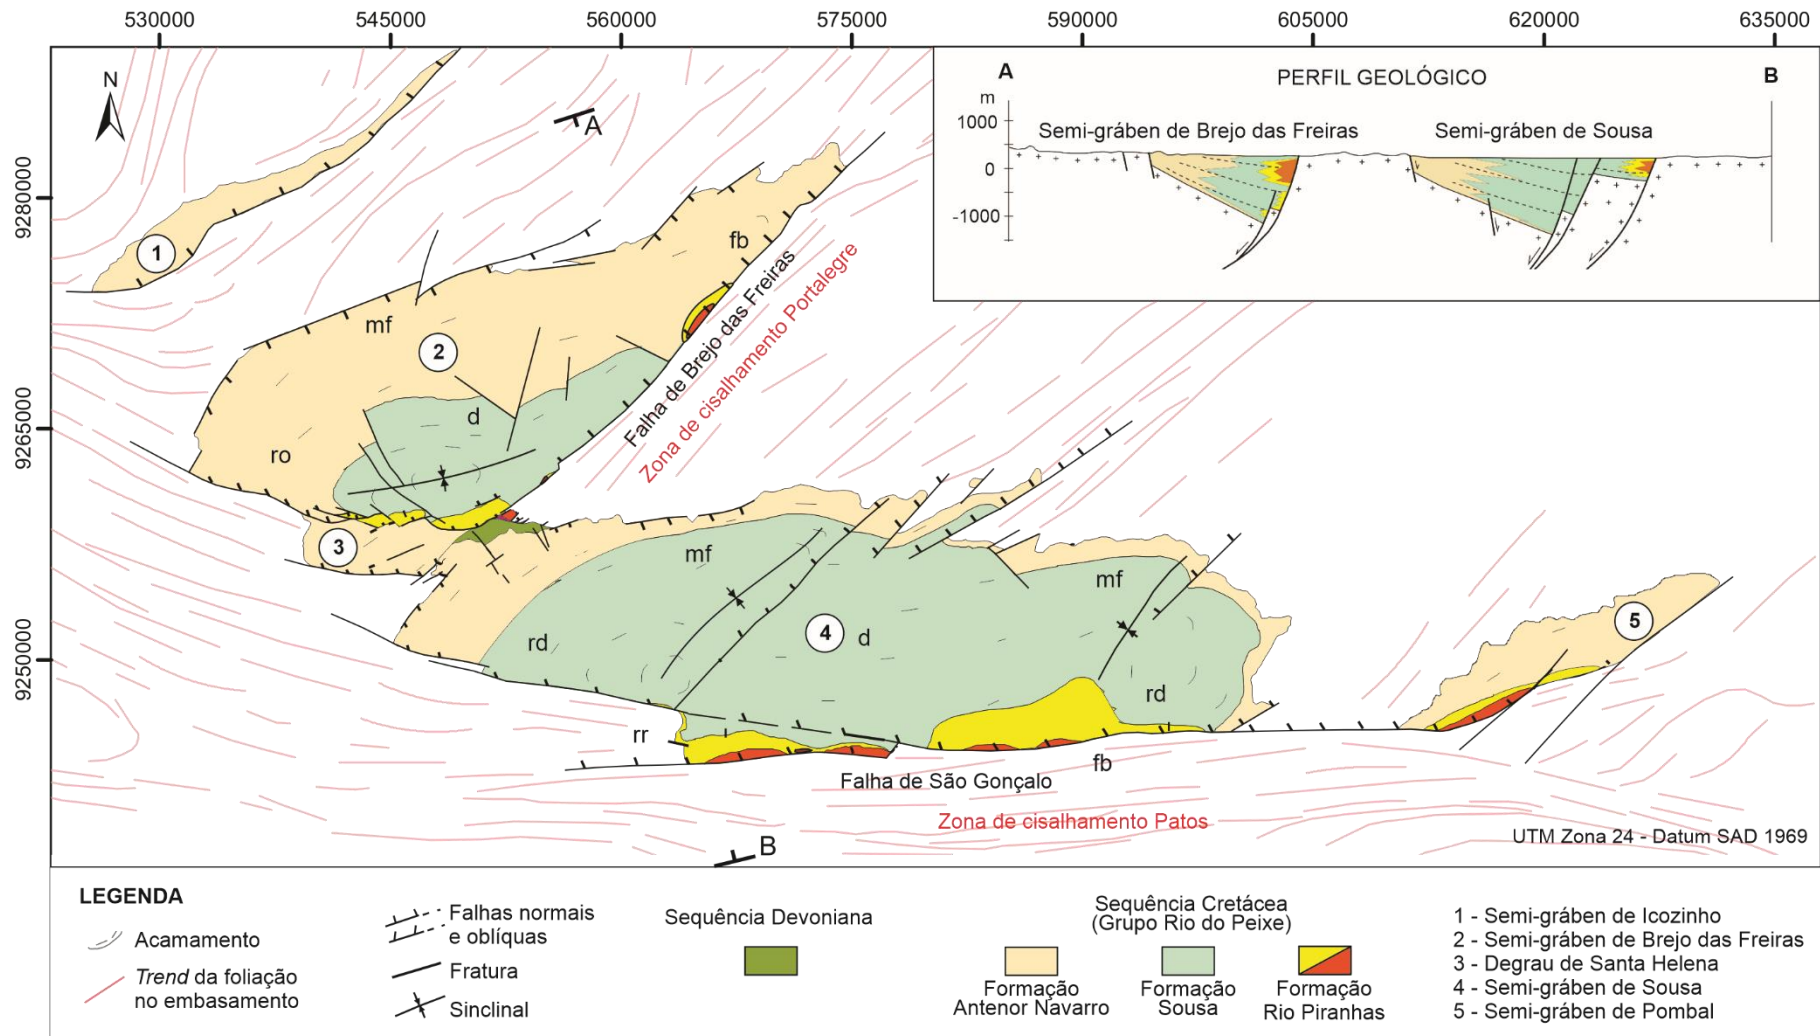 530000 545000 560000 575000 590000 605000 620000 635000
9280000
9265000
9250000
N
A
A
B
PERFIL GEOLÓGICO
m
1000
0
-1000
Semi-gráben de Brejo das Freiras
Semi-gráben de Sousa
1
fb
mf
2
Falha de Brejo das Freiras
Zona de cisalhamento Portalegre
d
ro
3
mf
mf
4
d
rd
rd
5
rr
fb
Falha de São Gonçalo
Zona de cisalhamento Patos
B
UTM Zona 24 - Datum SAD 1969
LEGENDA
Acamamento
Trend da foliação
no embasamento
Falhas normais
e oblíquas
Fratura
Sinclinal
Sequência Devoniana
Sequência Cretácea
(Grupo Rio do Peixe)
Formação
Antenor Navarro
Formação
Sousa
Formação
Rio Piranhas
1 - Semi-gráben de Icozinho
2 - Semi-gráben de Brejo das Freiras
3 - Degrau de Santa Helena
4 - Semi-gráben de Sousa
5 - Semi-gráben de Pombal